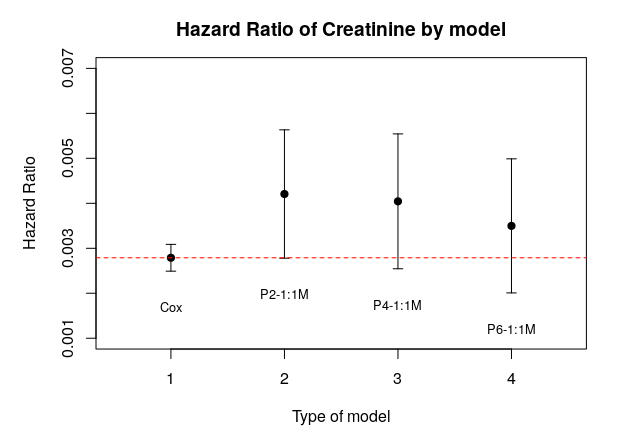 Hazard Ratio of Creatinine by model
0.007
0.005
0.003
0.001
Hazard Ratio
Cox
P2-1:1M
P4-1:1M
P6-1:1M
1 2 3 4
Type of model